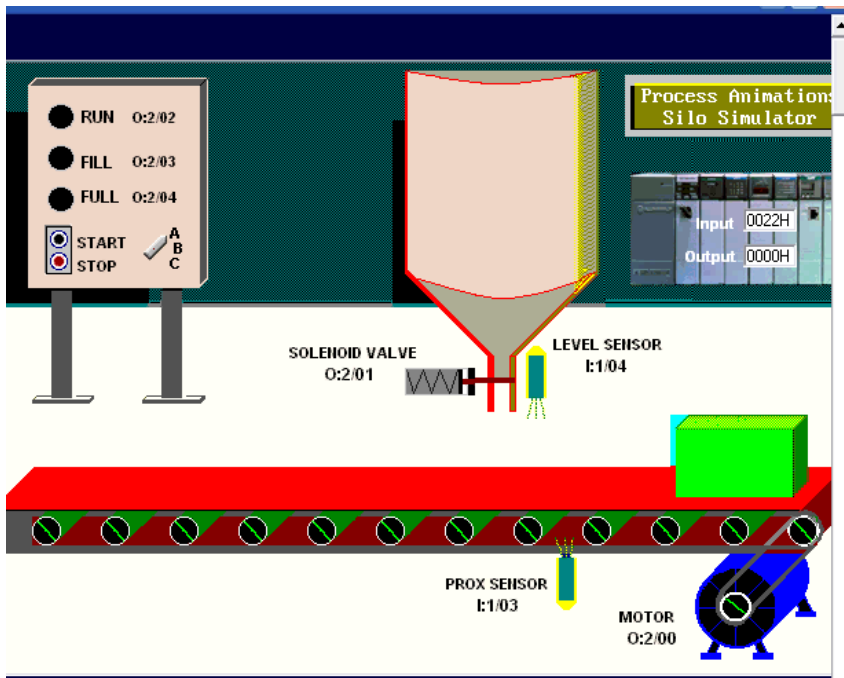 Process Animations
Silo Simulator
RUN O:2/02
FILL O:2/03
FULL O:2/04
START
STOP
A
B
C
Input 0022H
Output 0000H
SOLENOID VALVE
O:2/01
LEVEL SENSOR
I:1/04
PROX SENSOR
I:1/03
MOTOR
O:2/00